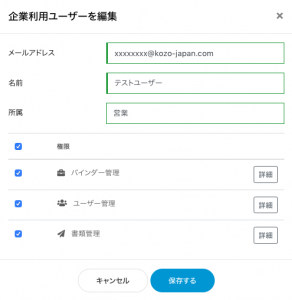 企業利用ユーザーを編集
メールアドレス
xxxxxxxx@kozo-japan.com
名前
テストユーザー
所属
営業
権限
バインダー管理
詳細
ユーザー管理
詳細
書類管理
詳細
キャンセル
保存する